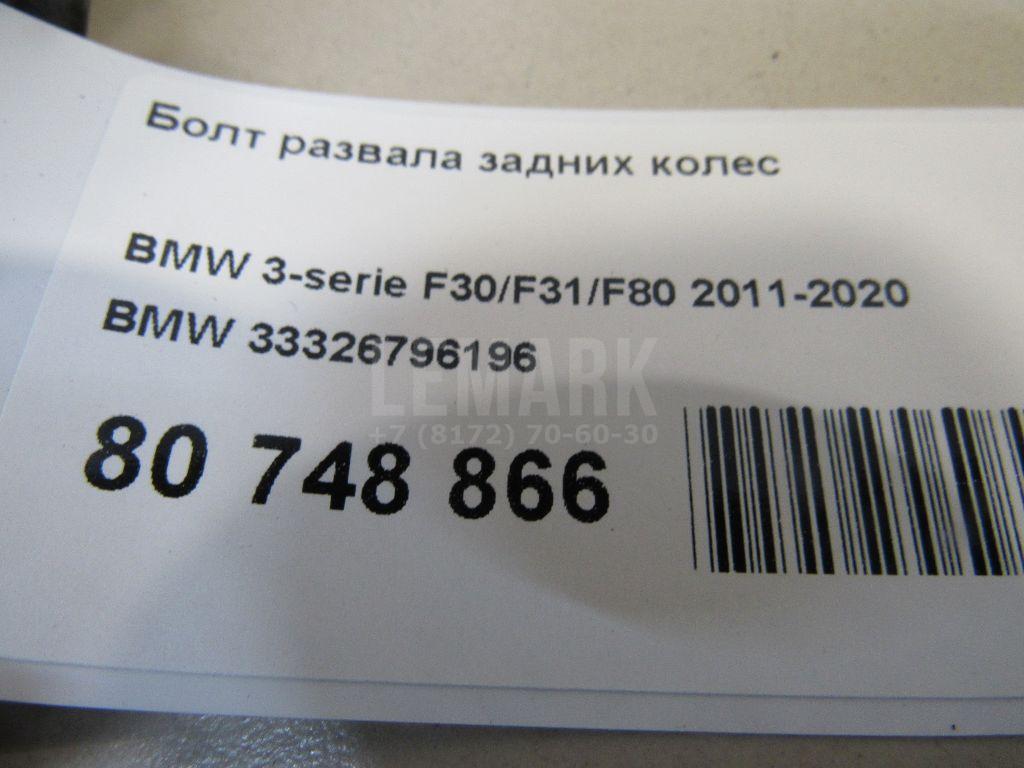 Болт развала задних колес
BMW 3-serie F30/F31/F80 2011-2020
BMW 33326796196
LEMARK
+7 (8172) 70-60-30
80 748 866